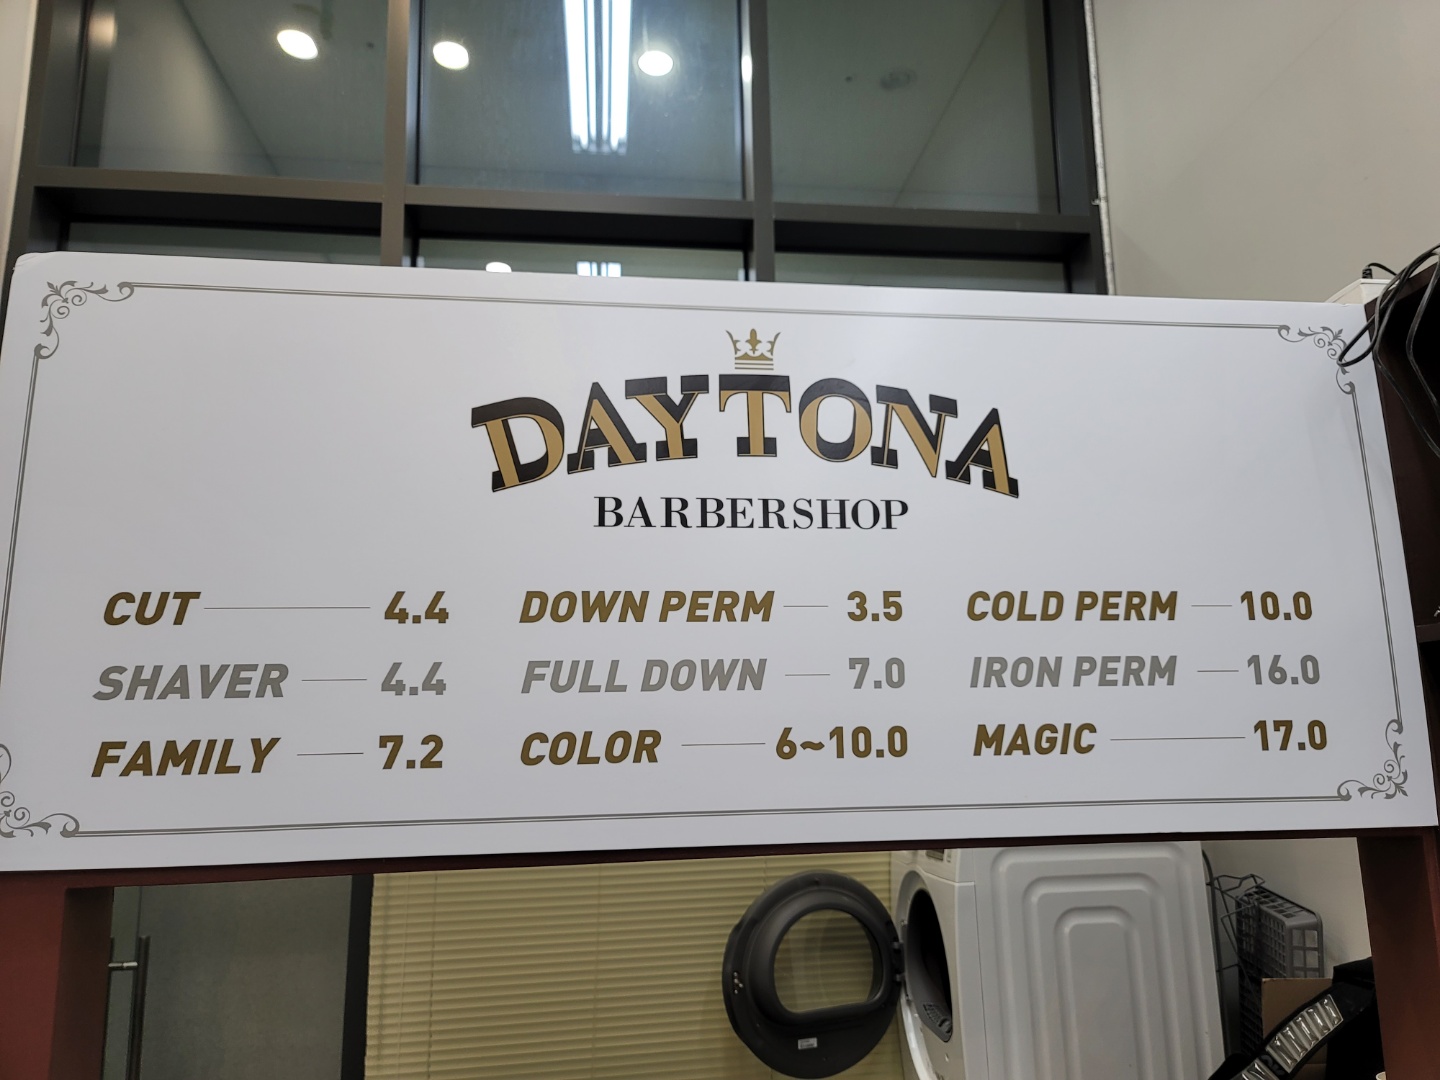 DAYTONA
BARBERSHOP
CUT 4.4
SHAVER 4.4
FAMILY 7.2
DOWN PERM 3.5
FULL DOWN 7.0
COLOR 6~10.0
COLD PERM 10.0
IRON PERM 16.0
MAGIC 17.0